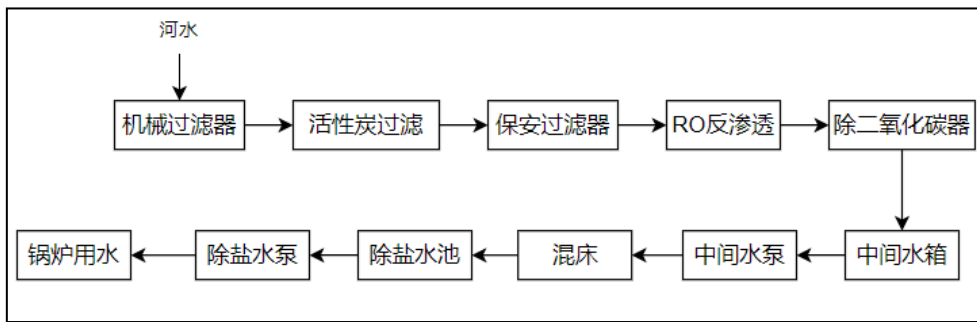 河水
机械过滤器
活性炭过滤
保安过滤器
RO反渗透
除二氧化碳器
中间水箱
中间水泵
混床
除盐水池
除盐水泵
锅炉用水